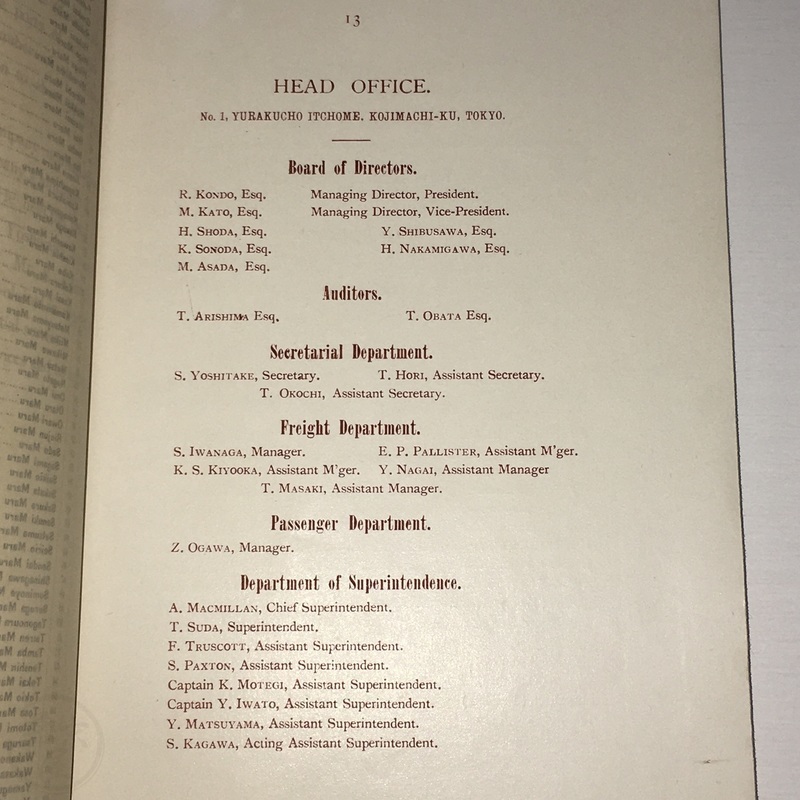 13
HEAD OFFICE.
No. 1, YURAKUCHO ITCHOME. KOJIMACHI-KU, TOKYO.
Board of Directors.
R. KONDO, Esq. Managing Director, President.
M. KATO, Esq. Managing Director, Vice-President.
H. SHODA, Esq. Y. SHIBUSAWA, Esq.
K. SONODA, Esq. H. NAKAMIGAWA, Esq.
M. ASADA, Esq.
Auditors.
T. ARISHIMA Esq. T. OBATA Esq.
Secretarial Department.
S. YOSHITAKE, Secretary. T. HORI, Assistant Secretary.
T. OKOCHI, Assistant Secretary.
Freight Department.
S. IWANAGA, Manager. E. P. PALLISTER, Assistant M'ger.
K. S. KIYOOKA, Assistant M'ger. Y. NAGAI, Assistant Manager
T. MASAKI, Assistant Manager.
Passenger Department.
Z. OGAWA, Manager.
Department of Superintendence.
A. MACMILLAN, Chief Superintendent.
T. SUDA, Superintendent.
F. TRUSCOTT, Assistant Superintendent.
S. PAXTON, Assistant Superintendent.
Captain K. MOTEGI, Assistant Superintendent.
Captain Y. IWATO, Assistant Superintendent.
Y. MATSUYAMA, Assistant Superintendent.
S. KAGAWA, Acting Assistant Superintendent.